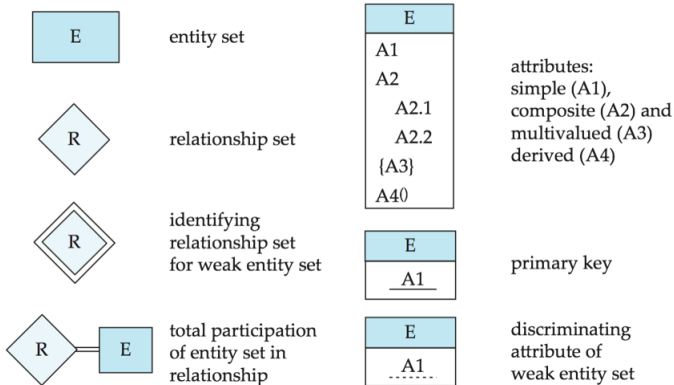 E
entity set
R
relationship set
R
identifying
relationship set
for weak entity set
R
E
total participation
of entity set in
relationship
E
A1
A2
A2.1
A2.2
{A3}
A4()
attributes:
simple (A1),
composite (A2) and
multivalued (A3)
derived (A4)
E
A1
primary key
E
A1
discriminating
attribute of
weak entity set